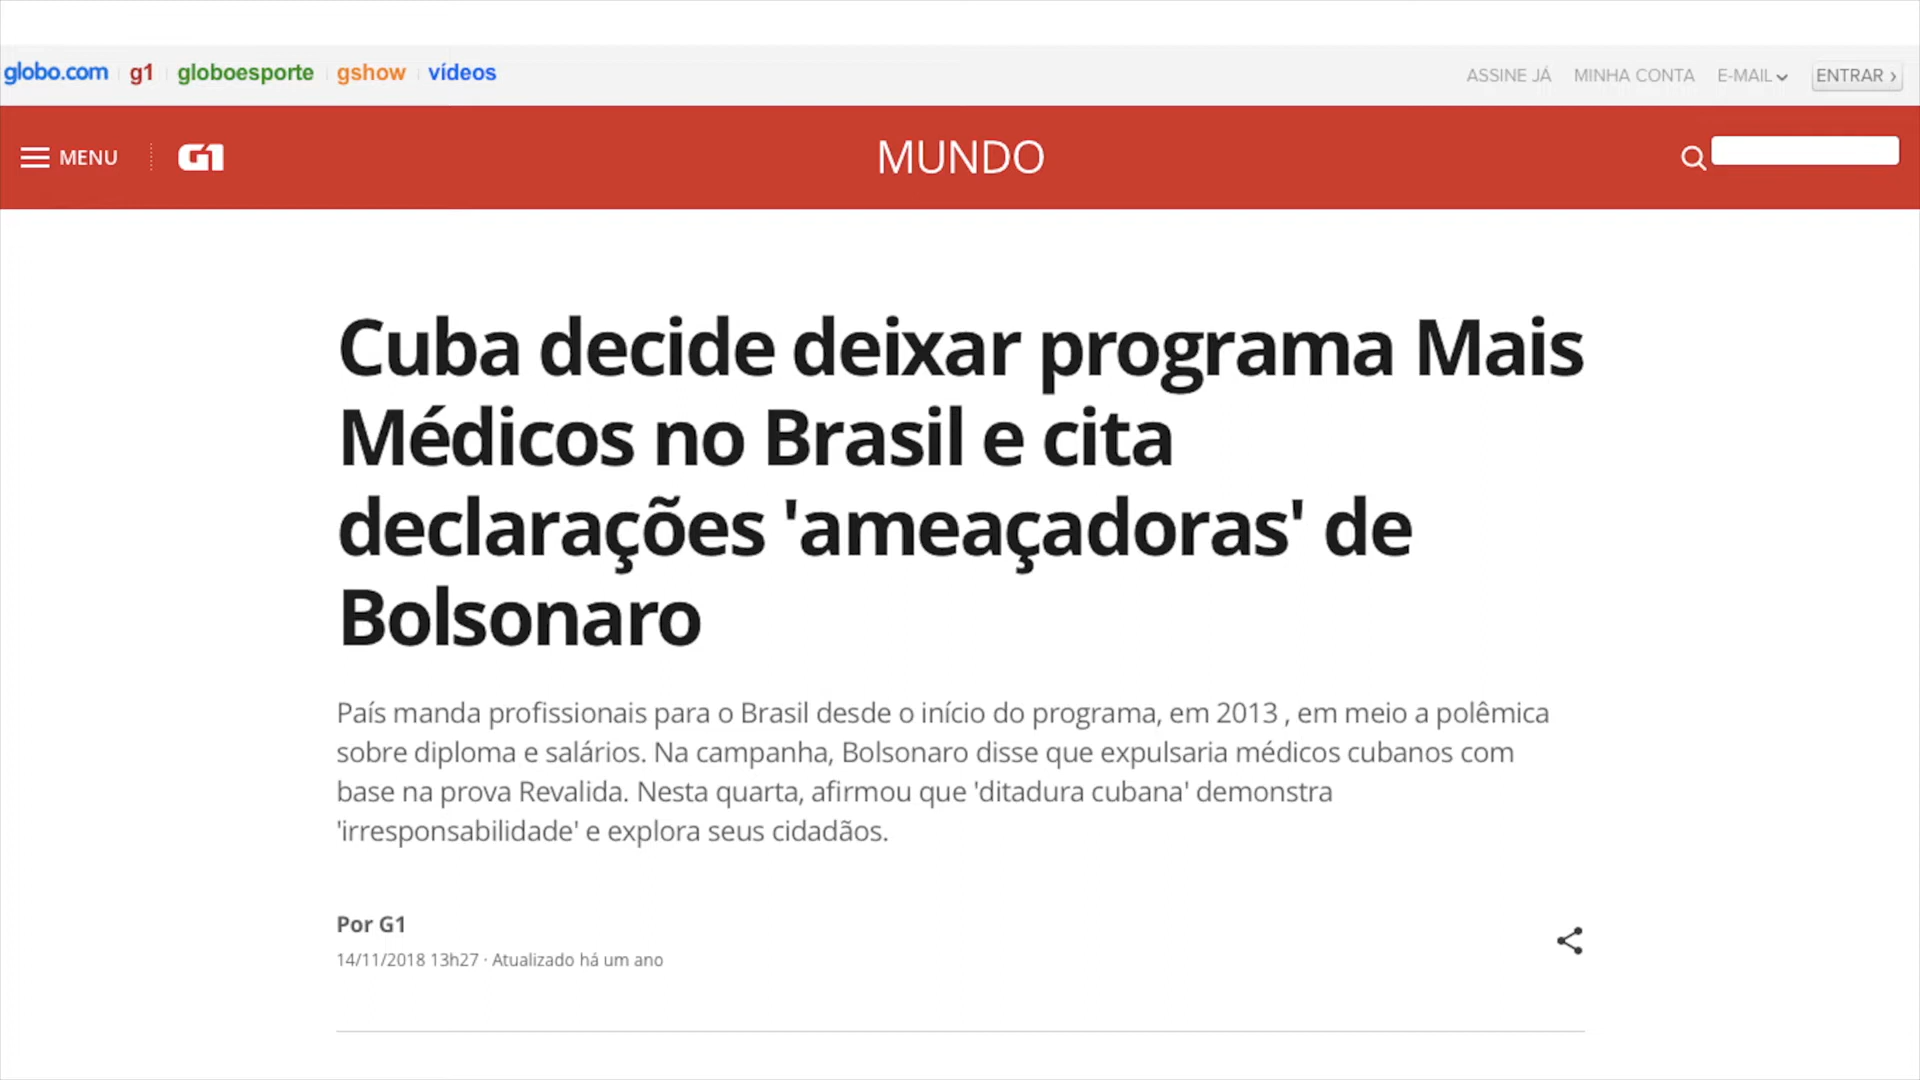 globo.com g1 globoesporte gshow vídeos
ASSINE JÁ MINHA CONTA E-MAIL ENTRAR ›
MENU G1 MUNDO
Cuba decide deixar programa Mais
Médicos no Brasil e cita
declarações 'ameaçadoras' de
Bolsonaro
País manda profissionais para o Brasil desde o início do programa, em 2013 , em meio a polêmica
sobre diploma e salários. Na campanha, Bolsonaro disse que expulsaria médicos cubanos com
base na prova Revalida. Nesta quarta, afirmou que 'ditadura cubana' demonstra
'irresponsabilidade' e explora seus cidadãos.
Por G1
14/11/2018 13h27 · Atualizado há um ano